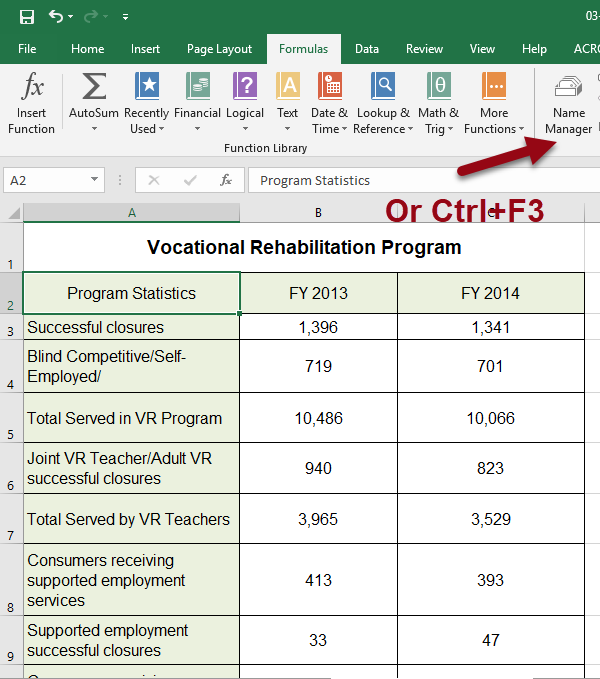 03-
File Home Insert Page Layout Formulas Data Review View Help ACRO
fx Σ ? A θ
Insert Function AutoSum Recently Used Financial Logical Text Date & Time Lookup & Reference Math & Trig More Functions Name Manager
Function Library
A2 fx Program Statistics
Or Ctrl+F3
A B C
1 Vocational Rehabilitation Program
2 Program Statistics FY 2013 FY 2014
3 Successful closures 1,396 1,341
4 Blind Competitive/Self-
Employed/ 719 701
5 Total Served in VR Program 10,486 10,066
6 Joint VR Teacher/Adult VR
successful closures 940 823
7 Total Served by VR Teachers 3,965 3,529
8 Consumers receiving
supported employment
services 413 393
9 Supported employment
successful closures 33 47